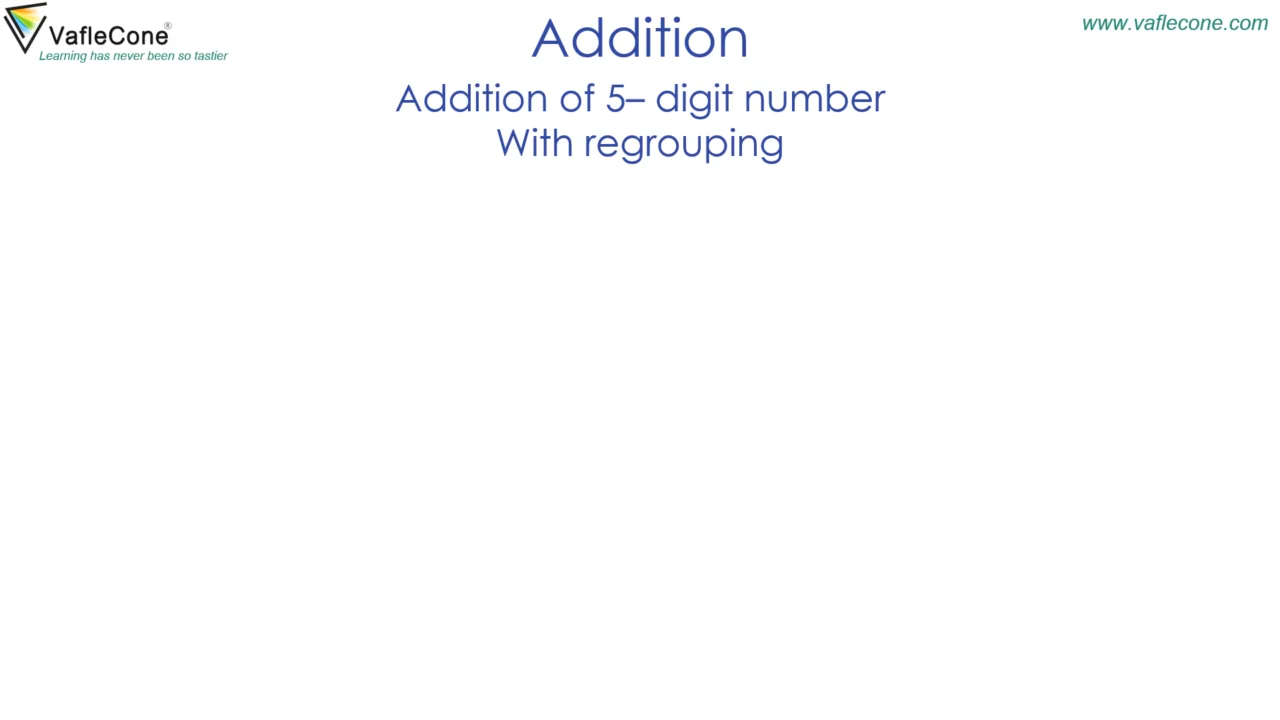 VafleCone®
Learning has never been so tastier
www.vaflecone.com
Addition
Addition of 5– digit number
With regrouping